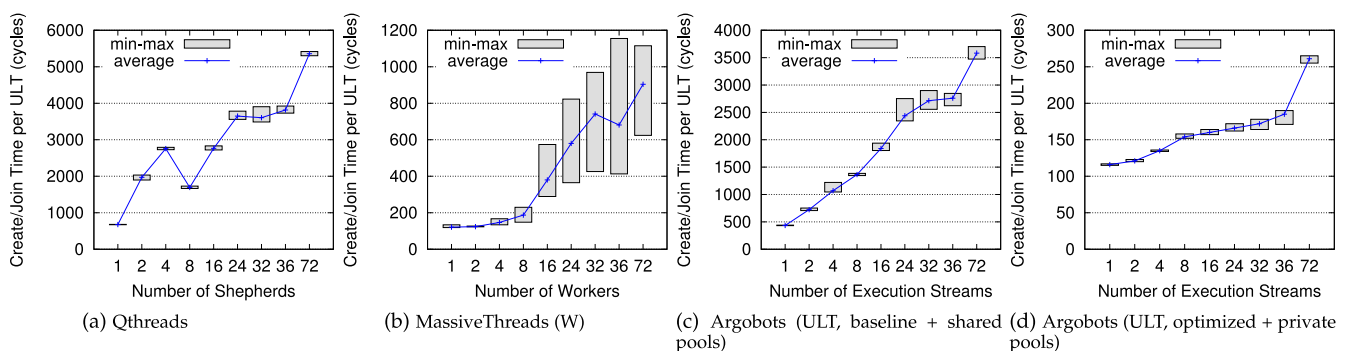 Create/Join Time per ULT (cycles)
6000
5000
4000
3000
2000
1000
0
min-max
average
1 2 4 8 16 24 32 36 72
Number of Shepherds
(a) Qthreads
Create/Join Time per ULT (cycles)
1200
1000
800
600
400
200
0
min-max
average
1 2 4 8 16 24 32 36 72
Number of Workers
(b) MassiveThreads (W)
Create/Join Time per ULT (cycles)
4000
3500
3000
2500
2000
1500
1000
500
0
min-max
average
1 2 4 8 16 24 32 36 72
Number of Execution Streams
(c) Argobots (ULT, baseline + shared
pools)
Create/Join Time per ULT (cycles)
300
250
200
150
100
50
0
min-max
average
1 2 4 8 16 24 32 36 72
Number of Execution Streams
(d) Argobots (ULT, optimized + private
pools)